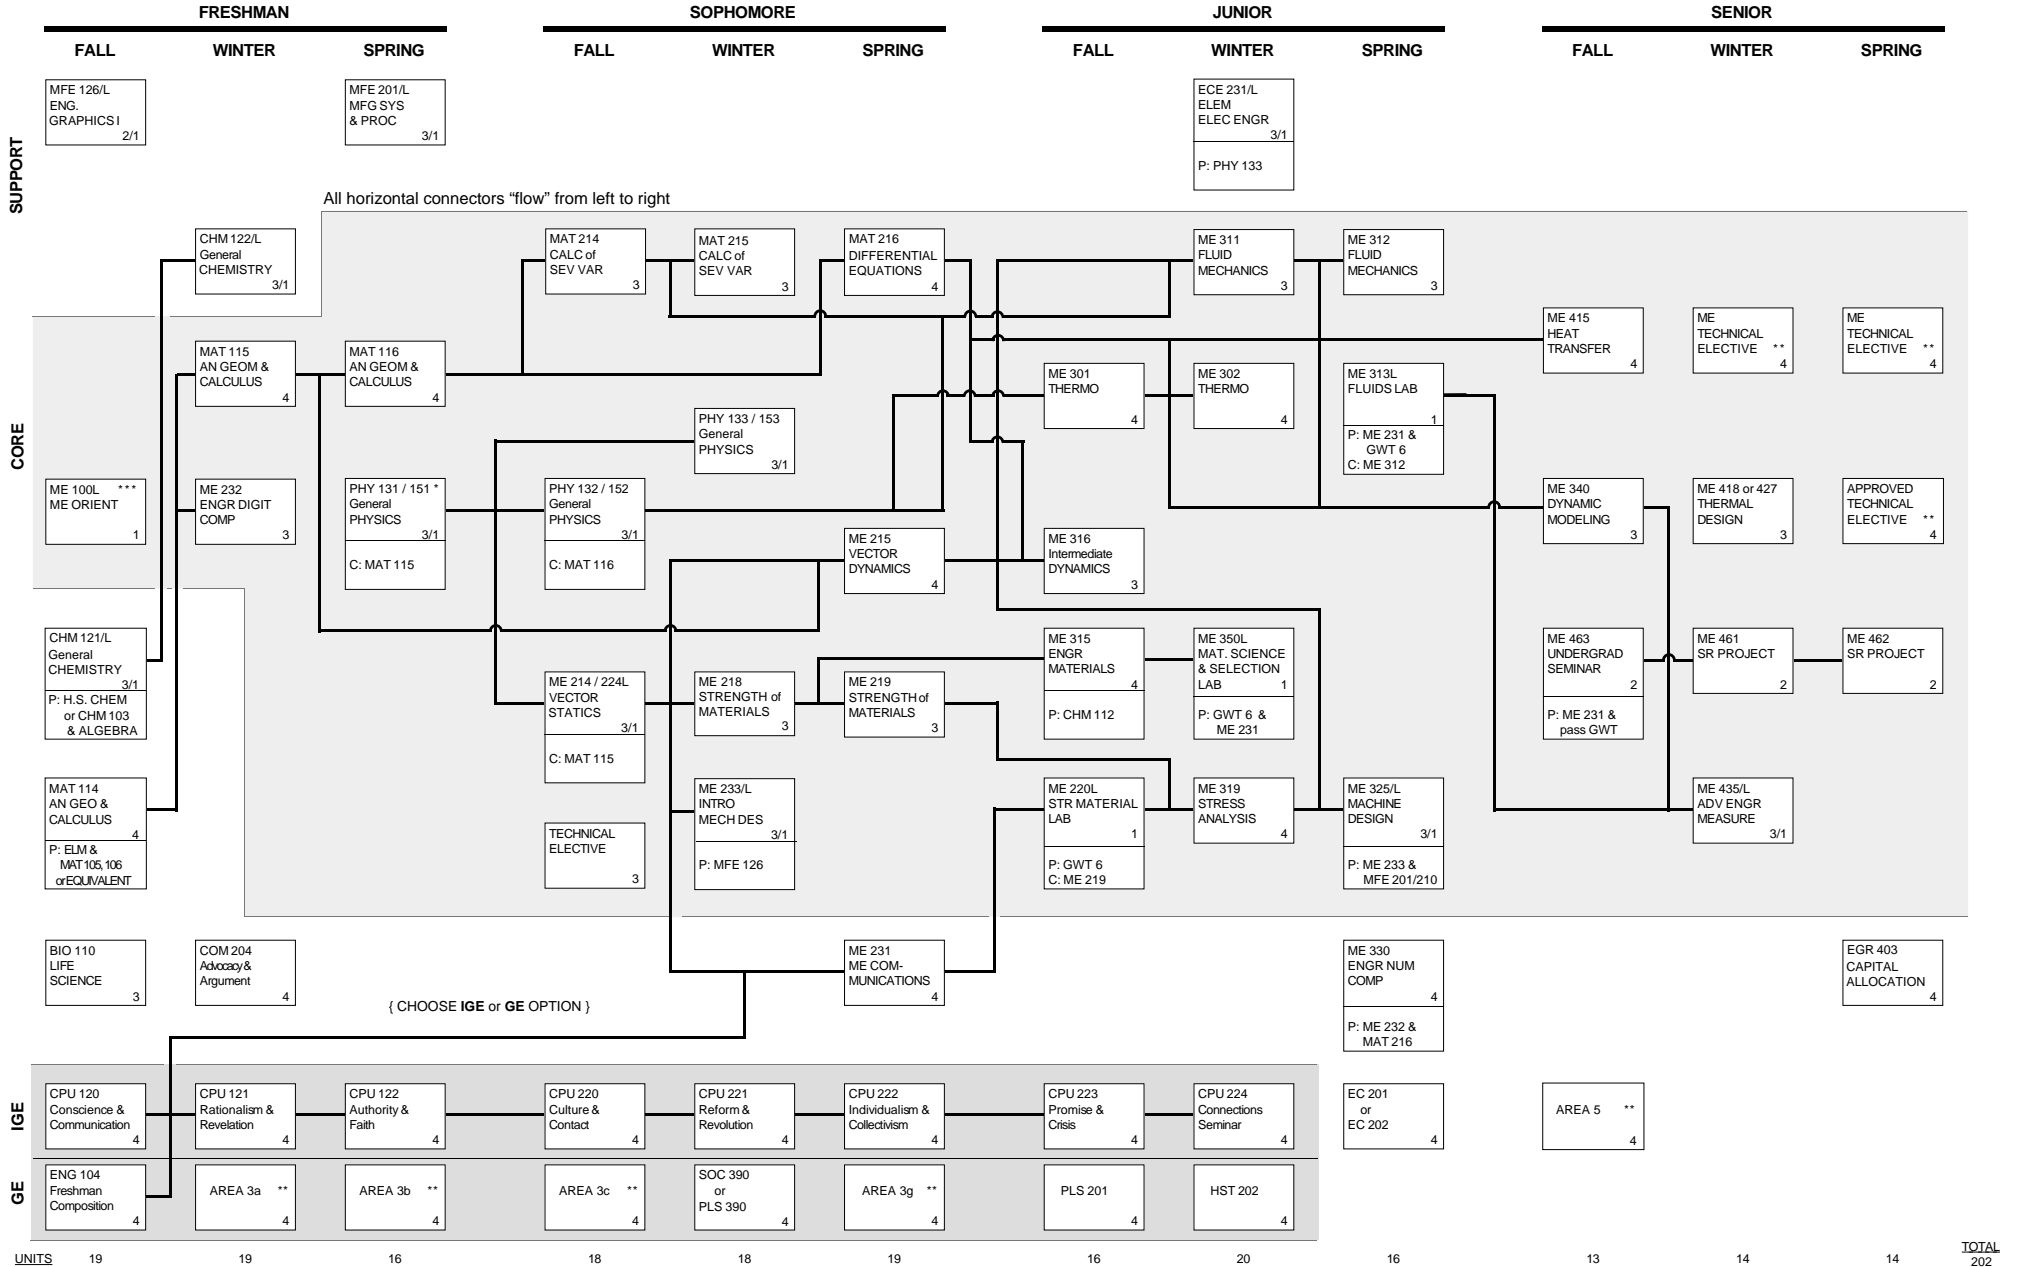 FRESHMAN
SOPHOMORE
JUNIOR
SENIOR
FALL
WINTER
SPRING
FALL
WINTER
SPRING
FALL
WINTER
SPRING
FALL
WINTER
SPRING
SUPPORT
MFE 126/L
ENG.
GRAPHICS I
2/1
MFE 201/L
MFG SYS
& PROC
3/1
ECE 231/L
ELEM
ELEC ENGR
3/1
P: PHY 133
All horizontal connectors “flow” from left to right
CHM 122/L
General
CHEMISTRY
3/1
MAT 214
CALC of
SEV VAR
3
MAT 215
CALC of
SEV VAR
3
MAT 216
DIFFERENTIAL
EQUATIONS
4
ME 311
FLUID
MECHANICS
3
ME 312
FLUID
MECHANICS
3
ME 415
HEAT
TRANSFER
4
ME
TECHNICAL
ELECTIVE **
4
ME
TECHNICAL
ELECTIVE **
4
CORE
MAT 115
AN GEOM &
CALCULUS
4
MAT 116
AN GEOM &
CALCULUS
4
ME 301
THERMO
4
ME 302
THERMO
4
ME 313L
FLUIDS LAB
1
P: ME 231 &
GWT 6
C: ME 312
PHY 133 / 153
General
PHYSICS
3/1
ME 100L ***
ME ORIENT
1
ME 232
ENGR DIGIT
COMP
3
PHY 131 / 151 *
General
PHYSICS
3/1
C: MAT 115
PHY 132 / 152
General
PHYSICS
3/1
C: MAT 116
ME 215
VECTOR
DYNAMICS
4
ME 316
Intermediate
DYNAMICS
3
ME 340
DYNAMIC
MODELING
3
ME 418 or 427
THERMAL
DESIGN
3
APPROVED
TECHNICAL
ELECTIVE **
4
CHM 121/L
General
CHEMISTRY
3/1
P: H.S. CHEM
or CHM 103
& ALGEBRA
ME 214 / 224L
VECTOR
STATICS
3/1
C: MAT 115
ME 218
STRENGTH of
MATERIALS
3
ME 219
STRENGTH of
MATERIALS
3
ME 315
ENGR
MATERIALS
4
P: CHM 112
ME 350L
MAT. SCIENCE
& SELECTION
LAB 1
P: GWT 6 &
ME 231
ME 463
UNDERGRAD
SEMINAR
2
P: ME 231 &
pass GWT
ME 461
SR PROJECT
2
ME 462
SR PROJECT
2
MAT 114
AN GEO &
CALCULUS
4
P: ELM &
MAT 105, 106
or EQUIVALENT
TECHNICAL
ELECTIVE
3
ME 233/L
INTRO
MECH DES
3/1
P: MFE 126
ME 220L
STR MATERIAL
LAB
1
P: GWT 6
C: ME 219
ME 319
STRESS
ANALYSIS
4
ME 325/L
MACHINE
DESIGN
3/1
P: ME 233 &
MFE 201/210
ME 435/L
ADV ENGR
MEASURE
3/1
BIO 110
LIFE
SCIENCE
3
COM 204
Advocacy &
Argument
4
{ CHOOSE IGE or GE OPTION }
ME 231
ME COM-
MUNICATIONS
4
ME 330
ENGR NUM
COMP
4
P: ME 232 &
MAT 216
EGR 403
CAPITAL
ALLOCATION
4
IGE
CPU 120
Conscience &
Communication
4
CPU 121
Rationalism &
Revelation
4
CPU 122
Authority &
Faith
4
CPU 220
Culture &
Contact
4
CPU 221
Reform &
Revolution
4
CPU 222
Individualism &
Collectivism
4
CPU 223
Promise &
Crisis
4
CPU 224
Connections
Seminar
4
EC 201
or
EC 202
4
AREA 5 **
4
GE
ENG 104
Freshman
Composition
4
AREA 3a **
4
AREA 3b **
4
AREA 3c **
4
SOC 390
or
PLS 390
4
AREA 3g **
4
PLS 201
4
HST 202
4
UNITS 19 19 16 18 18 19 16 20 16 13 14 14
TOTAL
202